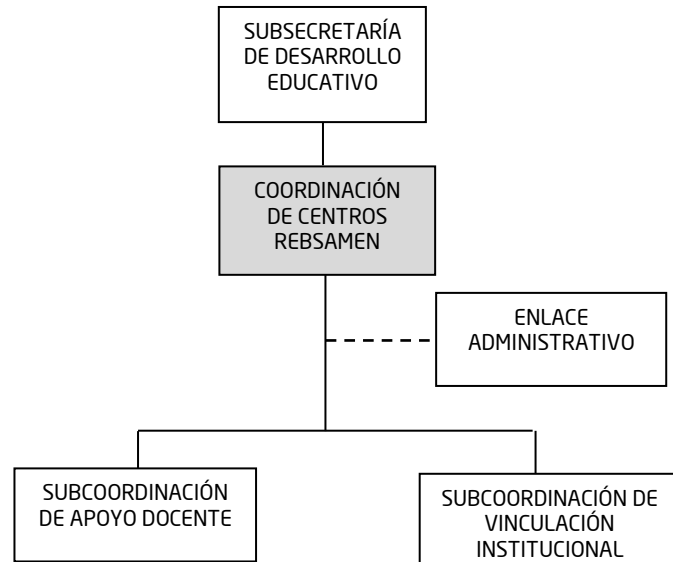 SUBSECRETARÍA
DE DESARROLLO
EDUCATIVO
COORDINACIÓN
DE CENTROS
REBSAMEN
ENLACE
ADMINISTRATIVO
SUBCOORDINACIÓN
DE APOYO DOCENTE
SUBCOORDINACIÓN DE
VINCULACIÓN
INSTITUCIONAL